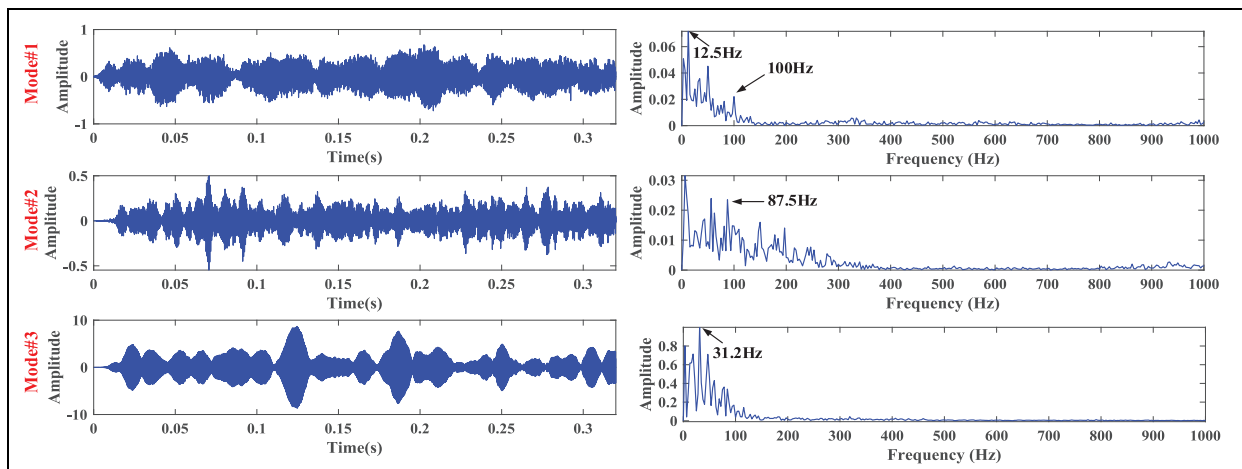 Mode#1
Amplitude
1
0
-1
0 0.05 0.1 0.15 0.2 0.25 0.3
Time(s)
Amplitude
0.06
0.04
0.02
0
12.5Hz
100Hz
0 100 200 300 400 500 600 700 800 900 1000
Frequency (Hz)
Mode#2
Amplitude
0.5
0
-0.5
0 0.05 0.1 0.15 0.2 0.25 0.3
Time(s)
Amplitude
0.03
0.02
0.01
0
87.5Hz
0 100 200 300 400 500 600 700 800 900 1000
Frequency (Hz)
Mode#3
Amplitude
10
0
-10
0 0.05 0.1 0.15 0.2 0.25 0.3
Time(s)
Amplitude
0.8
0.6
0.4
0.2
0
31.2Hz
0 100 200 300 400 500 600 700 800 900 1000
Frequency (Hz)